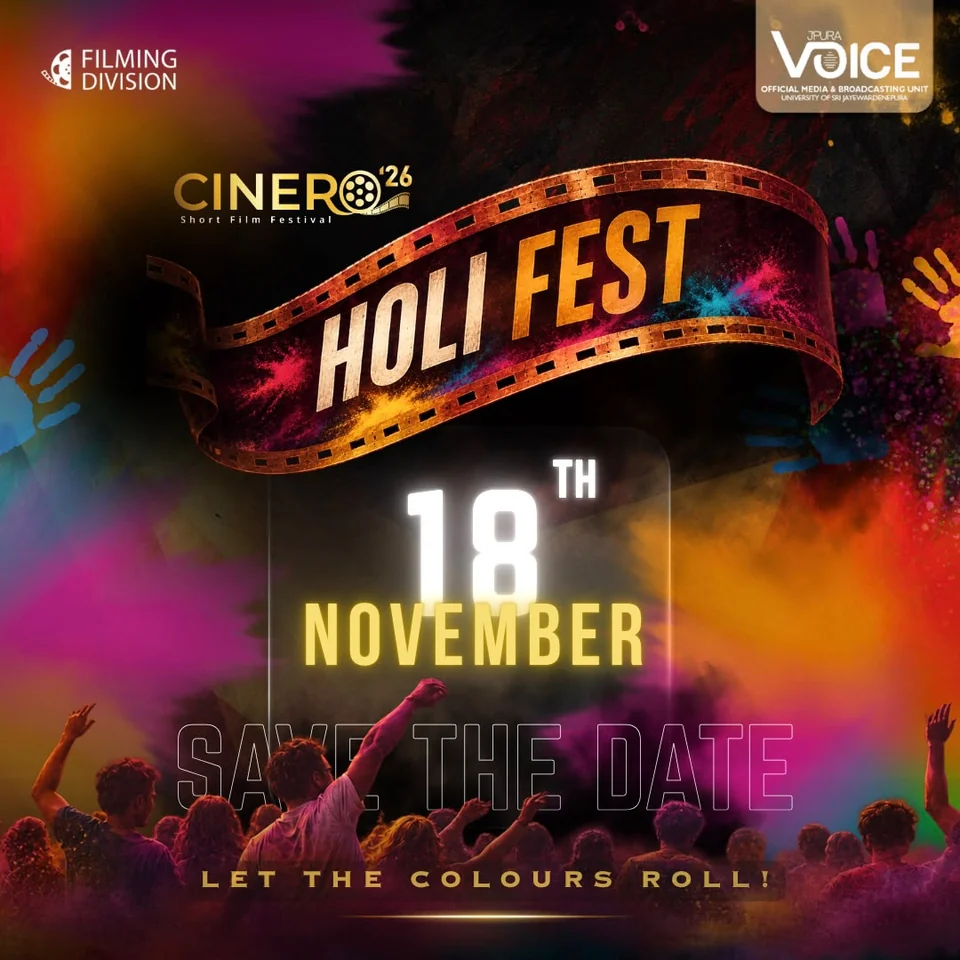 FILMING
DIVISION
JPURA
VOICE
OFFICIAL MEDIA & BROADCASTING UNIT
UNIVERSITY OF SRI JAYEWARDENEPURA
CINERO '26
Short Film Festival
HOLI FEST
18TH
NOVEMBER
SAVE THE DATE
LET THE COLOURS ROLL!